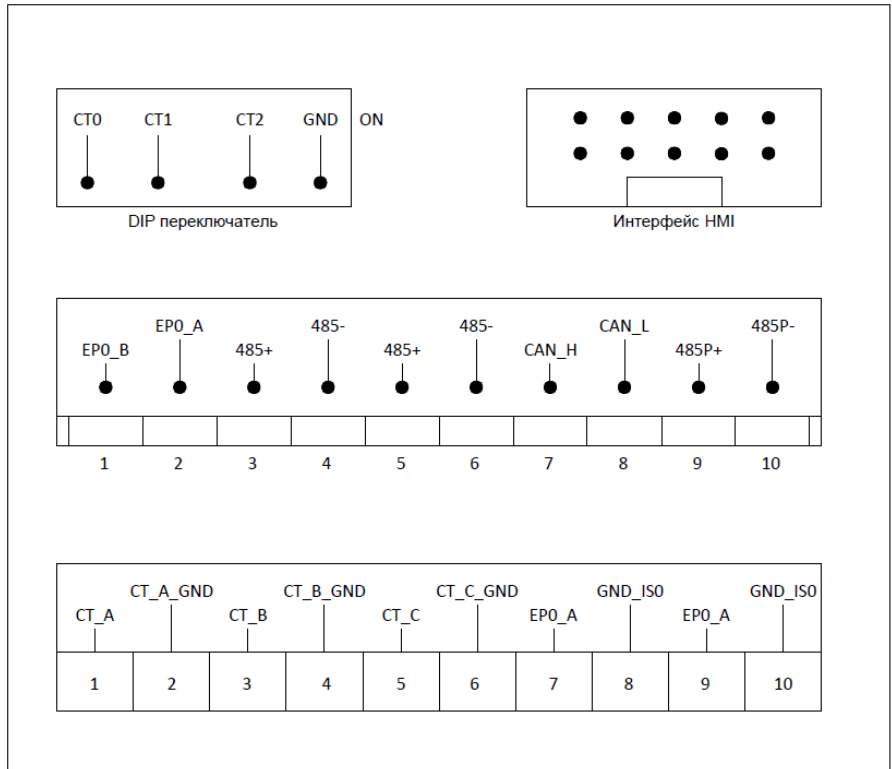 CT0 CT1 CT2 GND ON
DIP переключатель
Интерфейс HMI
EP0_A 485- 485- CAN_L 485P-
EP0_B 485+ 485+ CAN_H 485P+
1 2 3 4 5 6 7 8 9 10
CT_A_GND CT_B_GND CT_C_GND GND_IS0 GND_IS0
CT_A CT_B CT_C EP0_A EP0_A
1 2 3 4 5 6 7 8 9 10